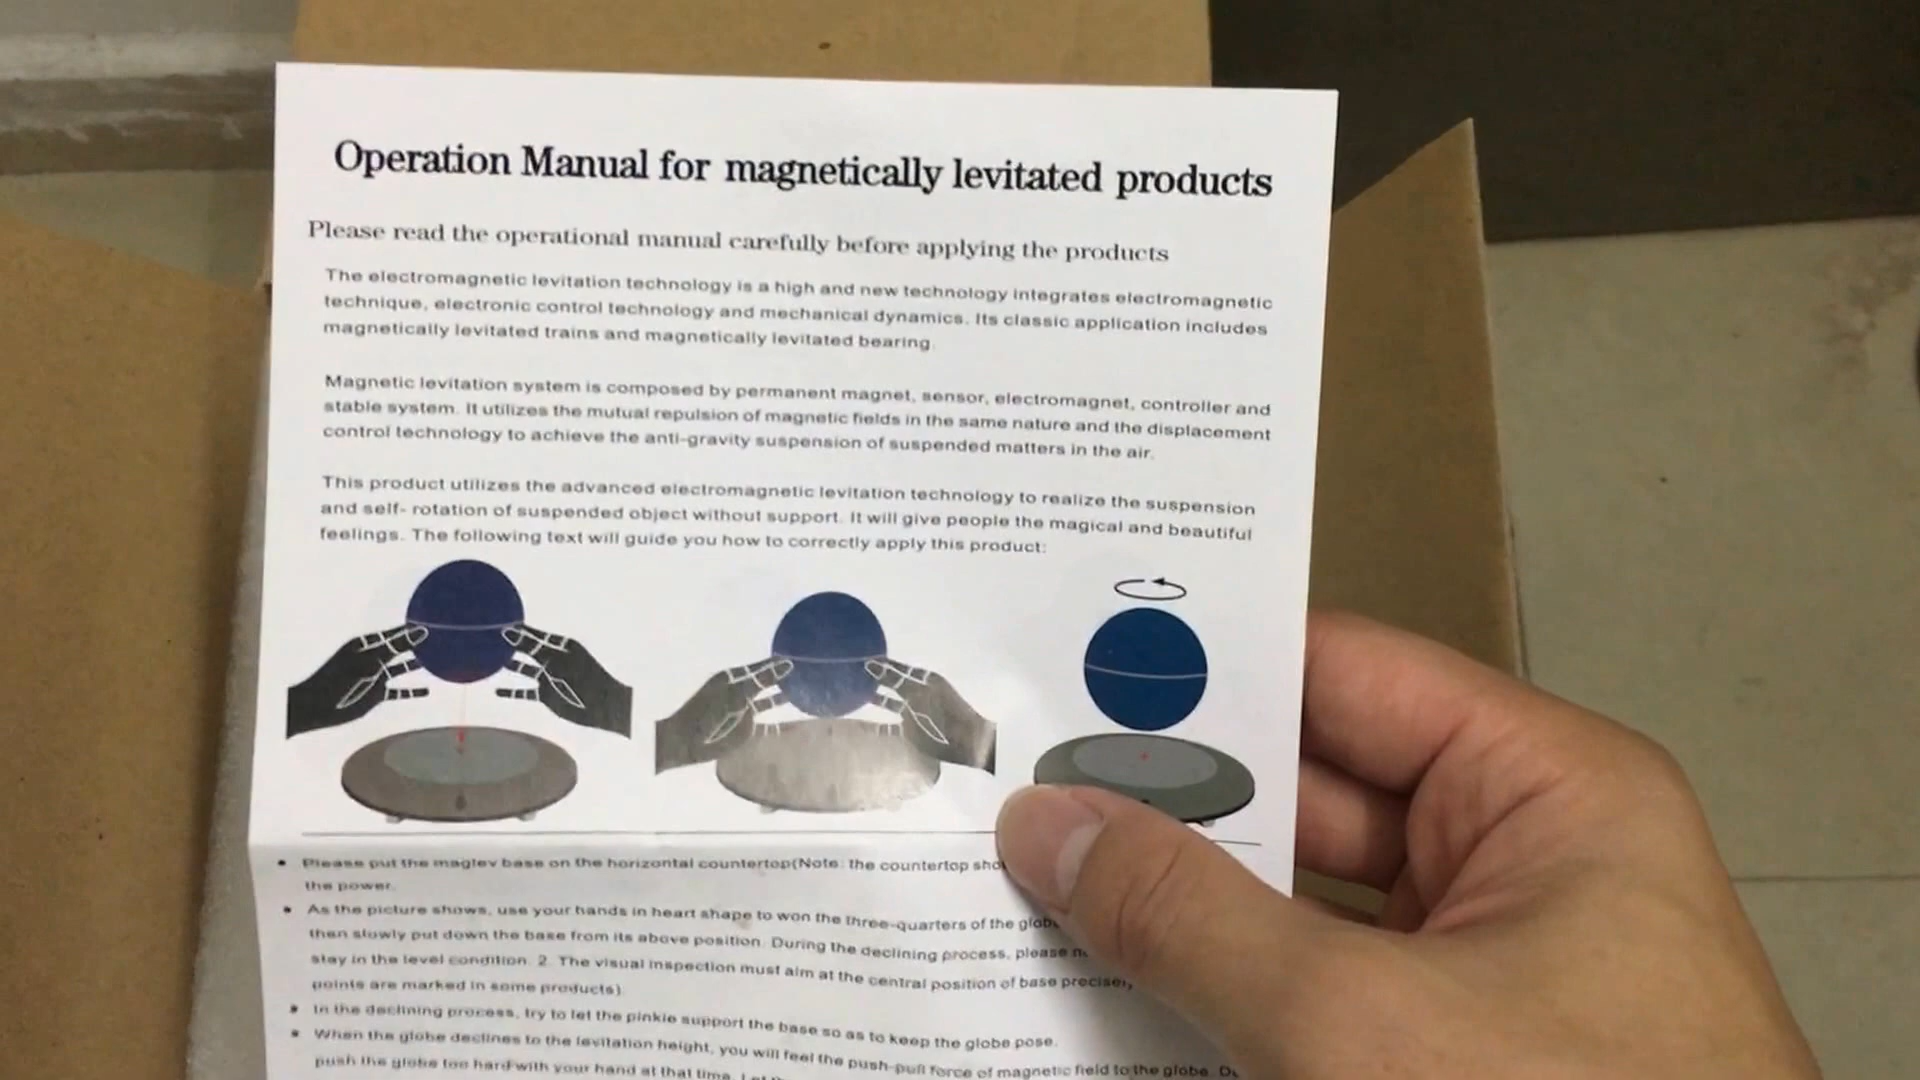 Operation Manual for magnetically levitated products
Please read the operational manual carefully before applying the products
The electromagnetic levitation technology is a high and new technology integrates electromagnetic
technique, electronic control technology and mechanical dynamics. Its classic application includes
magnetically levitated trains and magnetically levitated bearing.
Magnetic levitation system is composed by permanent magnet, sensor, electromagnet, controller and
stable system. It utilizes the mutual repulsion of magnetic fields in the same nature and the displacement
control technology to achieve the anti-gravity suspension of suspended matters in the air.
This product utilizes the advanced electromagnetic levitation technology to realize the suspension
and self- rotation of suspended object without support. It will give people the magical and beautiful
feelings. The following text will guide you how to correctly apply this product:
• Please put the maglev base on the horizontal countertop(Note: the countertop
the power.
• As the picture shows, use your hands in heart shape to won the three-quarters of the
then slowly put down the base from its above position. During the declining process, please
stay in the level condition. 2. The visual inspection must aim at the central position of base
points are marked in some products).
• In the declining process, try to let the pinkie support the base so as to keep the globe pose.
• When the globe declines to the levitation height, you will feel the push-pull force of magnetic field to the globe.
push the globe too hard with your hand at that time.